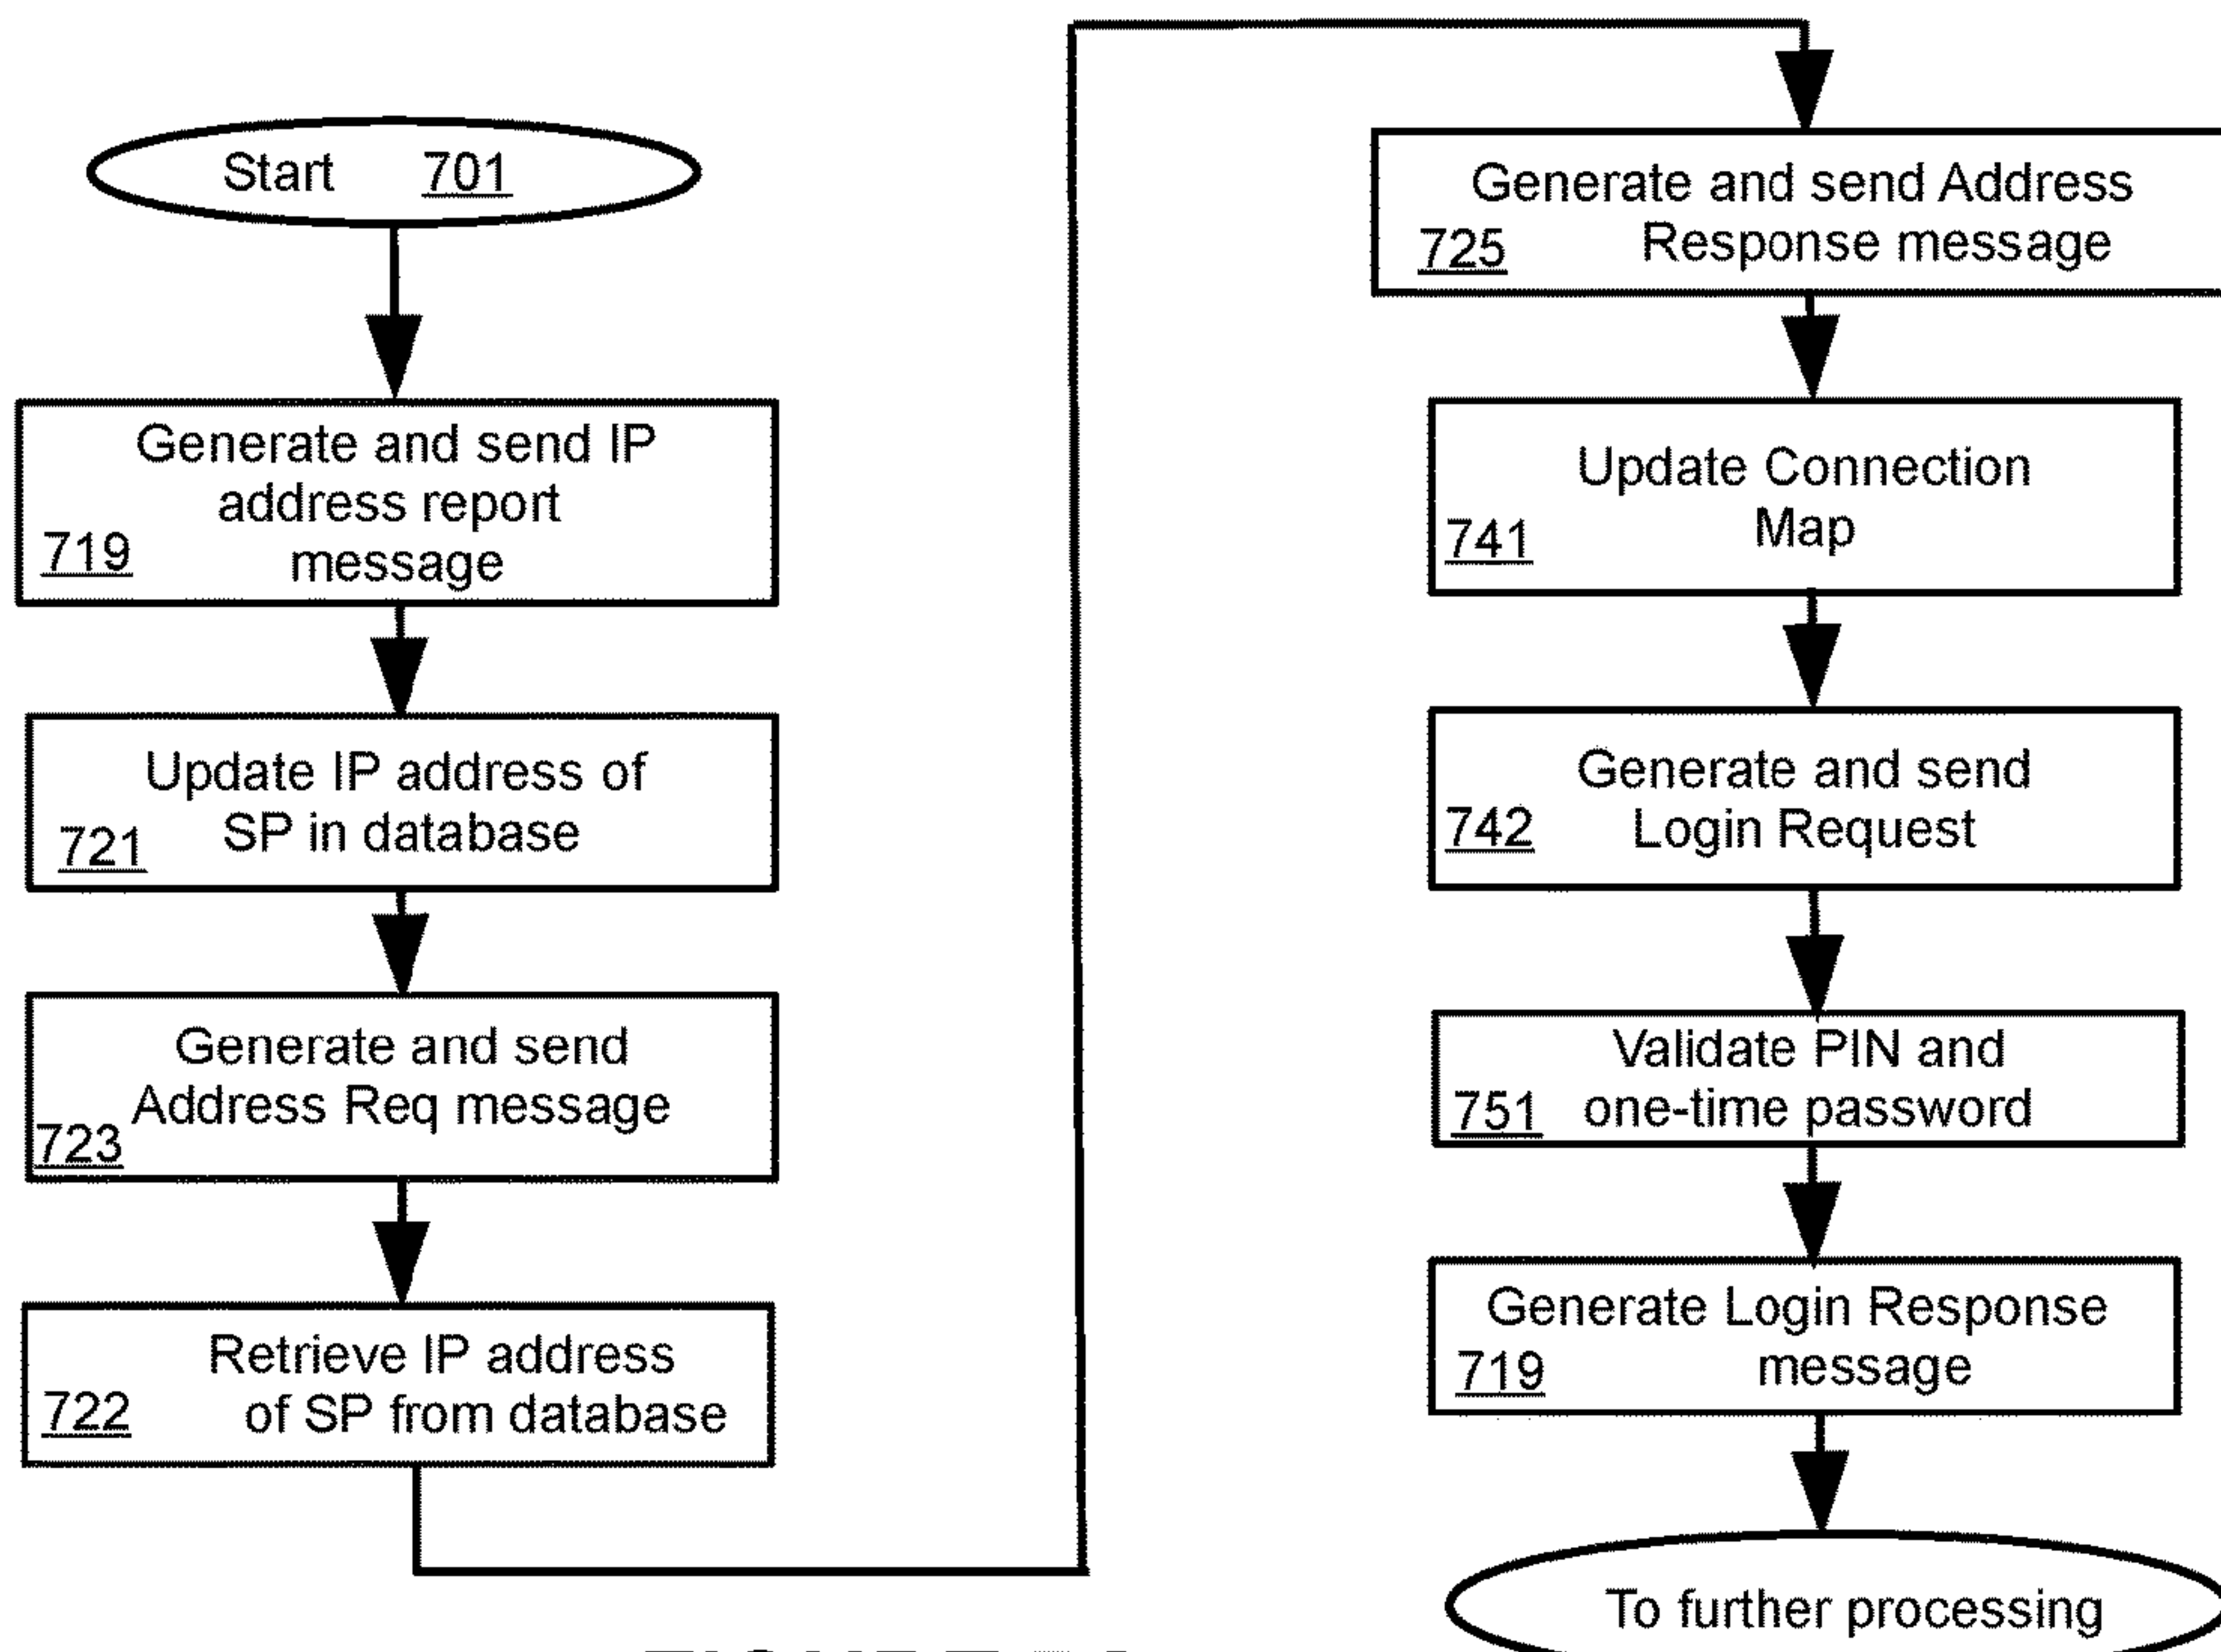 Start 701
Generate and send IP
address report
719 message
Update IP address of
721 SP in database
Generate and send
Address Req message
723
Retrieve IP address
722 of SP from database
Generate and send Address
725 Response message
Update Connection
741 Map
Generate and send
742 Login Request
Validate PIN and
751 one-time password
Generate Login Response
719 message
To further processing